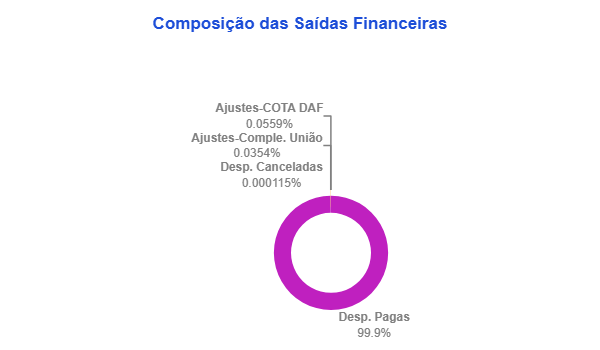 Composição das Saídas Financeiras
Ajustes-COTA DAF
0.0559%
Ajustes-Comple. União
0.0354%
Desp. Canceladas
0.000115%
Desp. Pagas
99.9%